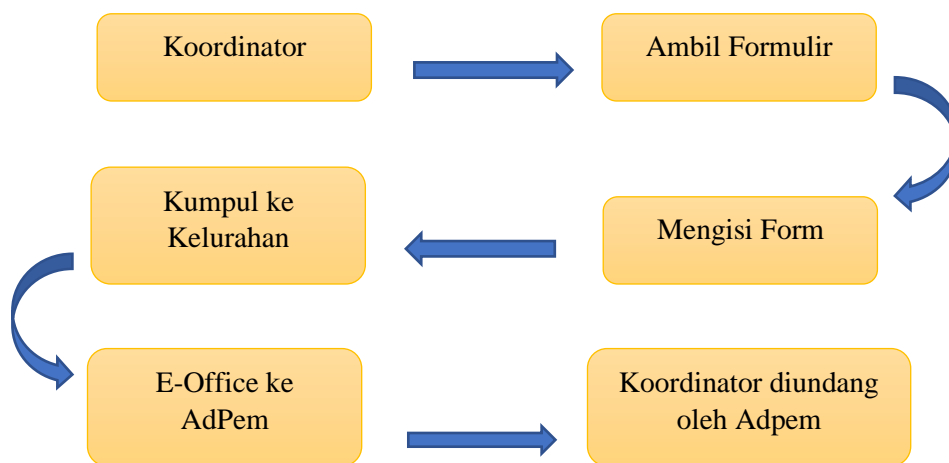 Koordinator
Ambil Formulir
Mengisi Form
Kumpul ke
Kelurahan
E-Office ke
AdPem
Koordinator diundang
oleh Adpem